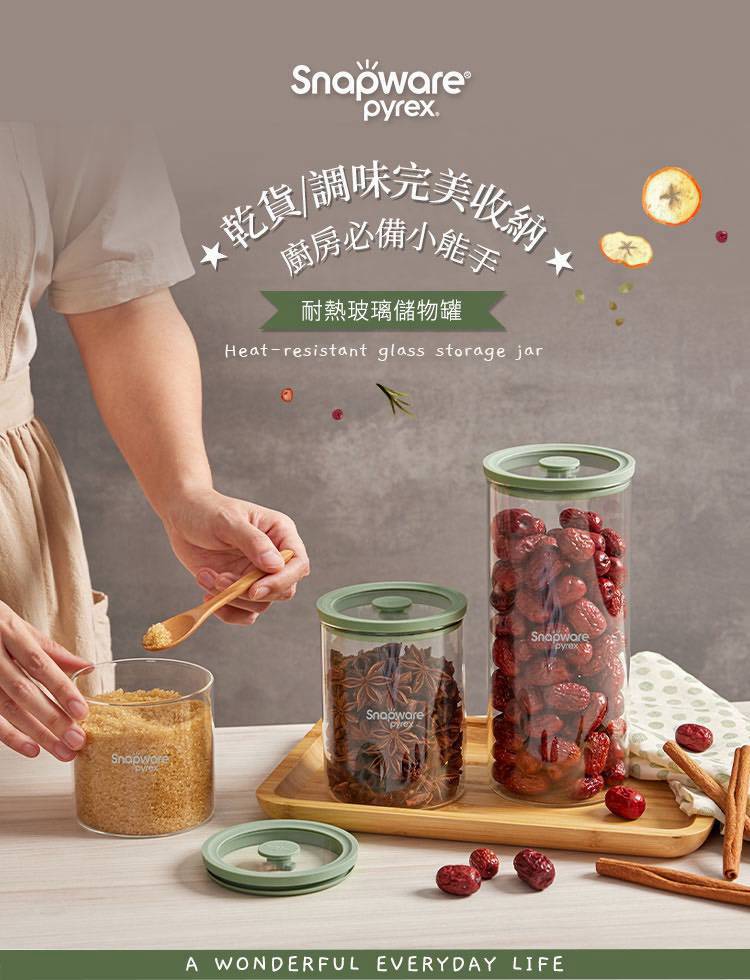 Snapware®
pyrex®
乾貨/調味完美收納
廚房必備小能手
耐熱玻璃儲物罐
Heat-resistant glass storage jar
Snapware
pyrex
Snapware
pyrex
Snapware
pyrex
A WONDERFUL EVERYDAY LIFE